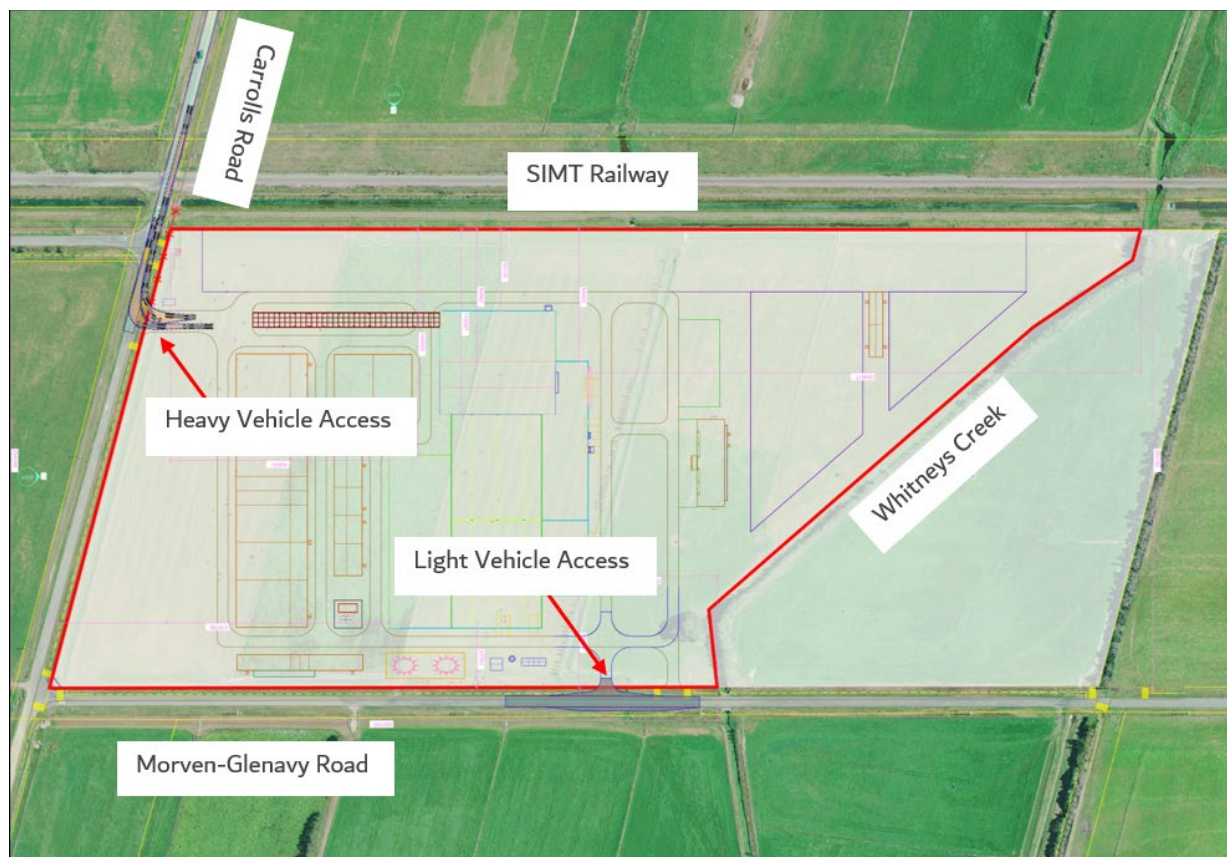 Carrolls Road
SIMT Railway
Heavy Vehicle Access
Whitneys Creek
Light Vehicle Access
Morven-Glenavy Road